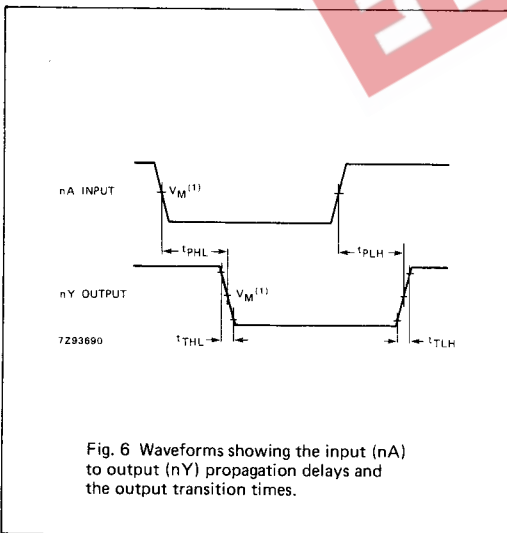 nA INPUT
VM(1)
tPHL
tPLH
nY OUTPUT
VM(1)
7Z93690
tTHL
tTLH
Fig. 6 Waveforms showing the input (nA)
to output (nY) propagation delays and
the output transition times.